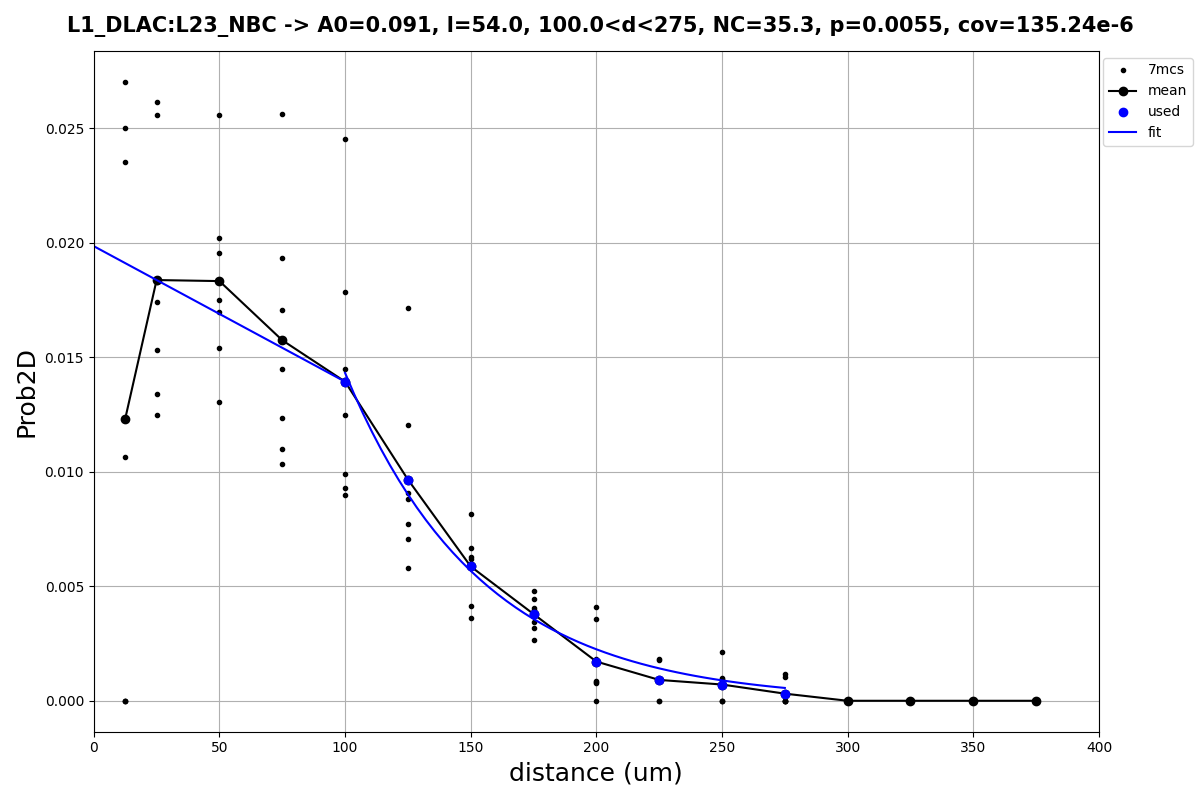 L1_DLAC:L23_NBC -> A0=0.091, l=54.0, 100.0<d<275, NC=35.3, p=0.0055, cov=135.24e-6
7mcs
mean
used
fit
0.025
0.020
0.015
0.010
0.005
0.000
Prob2D
0 50 100 150 200 250 300 350 400
distance (um)